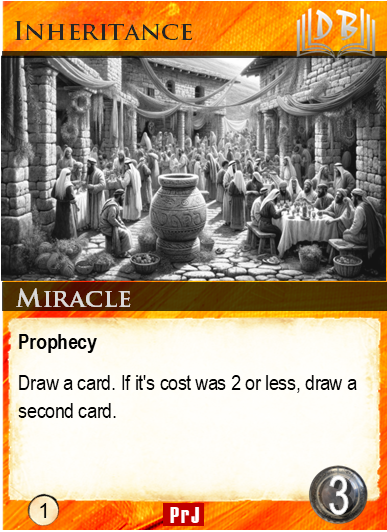 Inheritance
DB
Miracle
Prophecy
Draw a card. If it's cost was 2 or less, draw a
second card.
1
PrJ
3